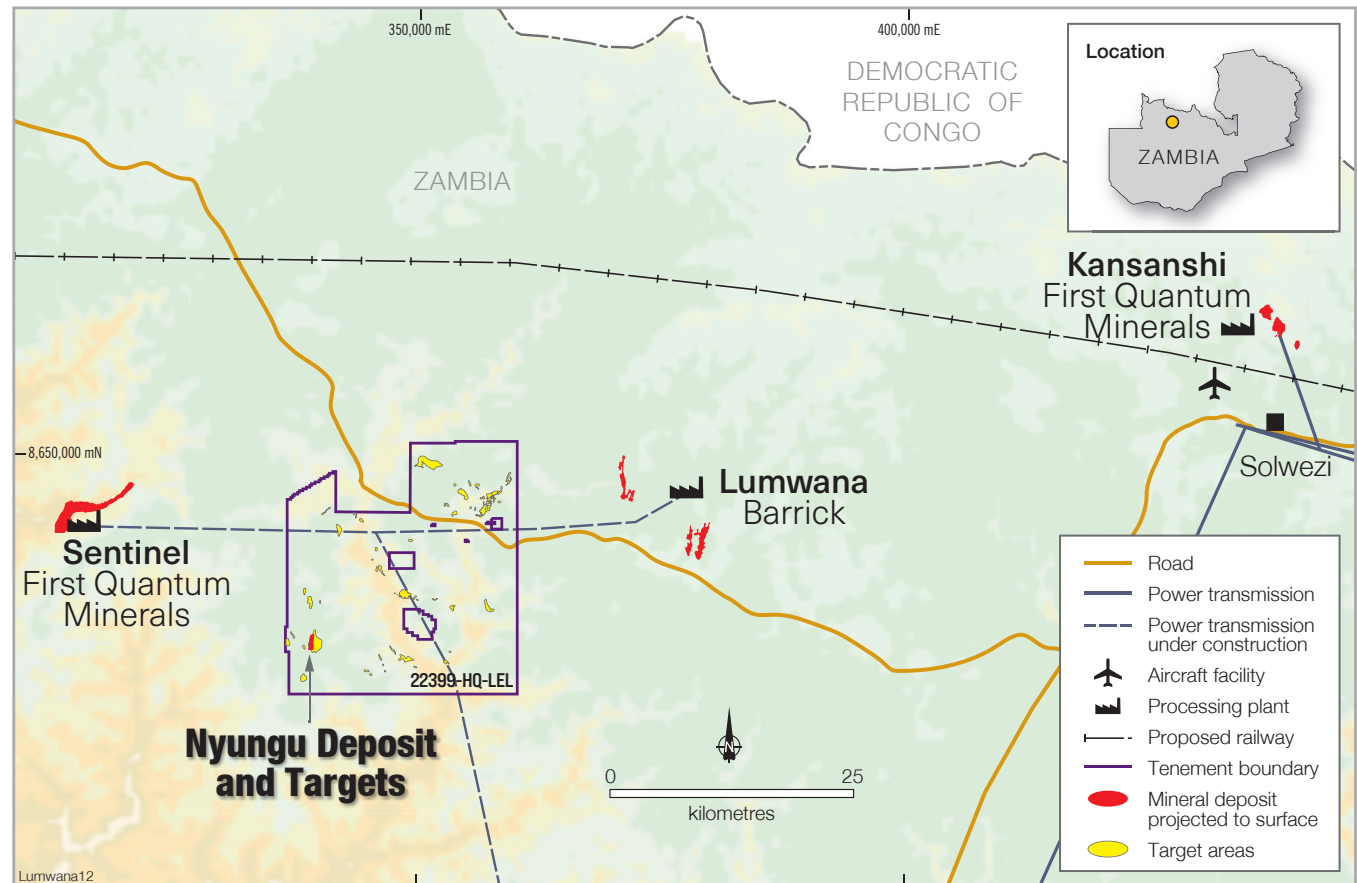 350,000 mE
400,000 mE
DEMOCRATIC
REPUBLIC OF
CONGO
Location
ZAMBIA
ZAMBIA
Kansanshi
First Quantum
Minerals
8,650,000 mN
Solwezi
Lumwana
Barrick
Sentinel
First Quantum
Minerals
22399-HQ-LEL
Nyungu Deposit
and Targets
N
0
25
kilometres
Road
Power transmission
Power transmission
under construction
Aircraft facility
Processing plant
Proposed railway
Tenement boundary
Mineral deposit
projected to surface
Target areas
Lumwana12